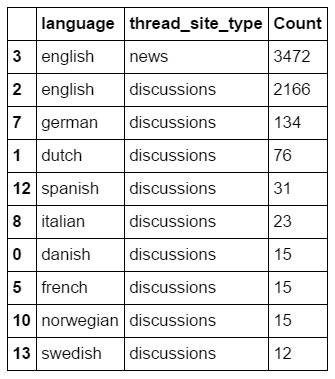 language thread_site_type Count
3 english news 3472
2 english discussions 2166
7 german discussions 134
1 dutch discussions 76
12 spanish discussions 31
8 italian discussions 23
0 danish discussions 15
5 french discussions 15
10 norwegian discussions 15
13 swedish discussions 12